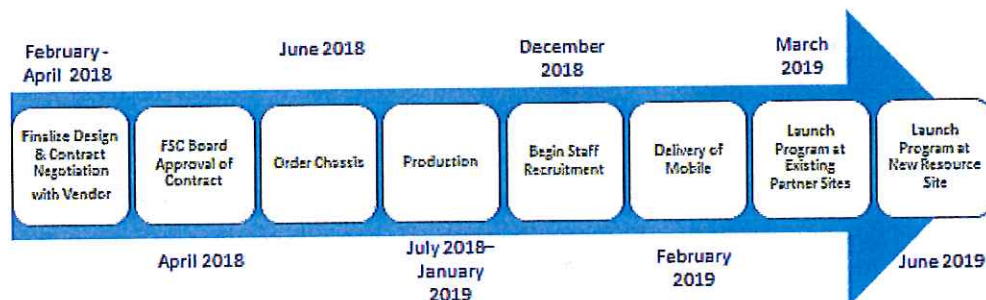 February -
April 2018
June 2018
December
2018
March
2019
Finalize Design
& Contract
Negotiation
with Vendor
FSC Board
Approval of
Contract
Order Chassis
Production
Begin Staff
Recruitment
Delivery of
Mobile
Launch
Program at
Existing
Partner Sites
Launch
Program at
New Resource
Site
April 2018
July 2018–
January
2019
February
2019
June 2019